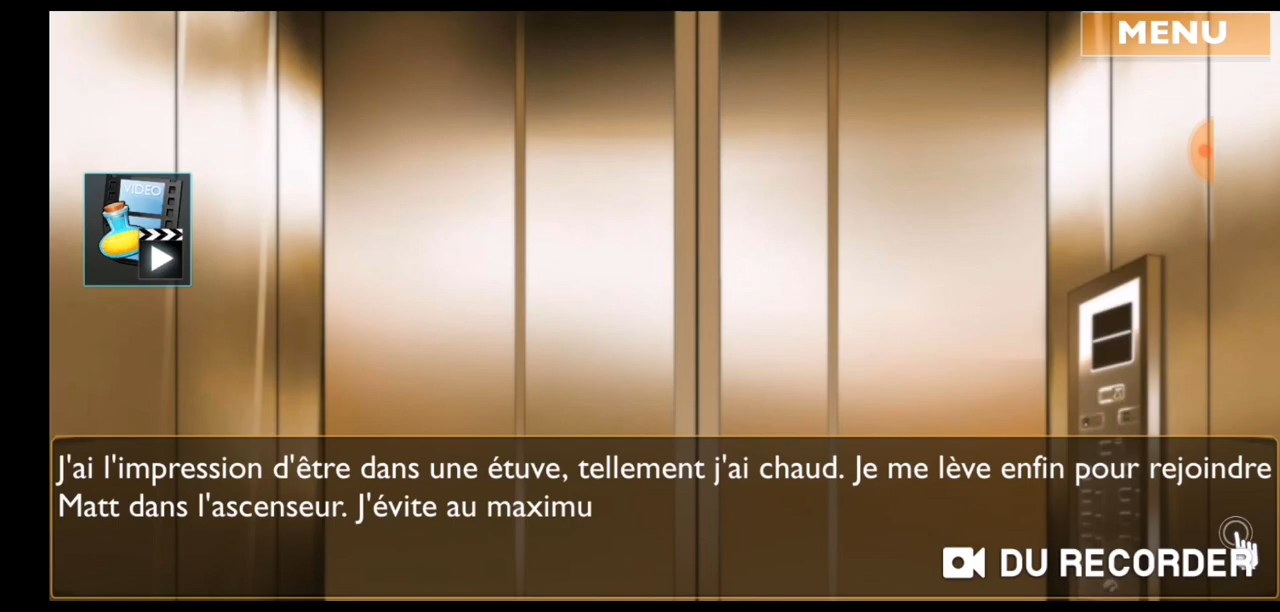 MENU
VIDEO
J'ai l'impression d'être dans une étuve, tellement j'ai chaud. Je me lève enfin pour rejoindre
Matt dans l'ascenseur. J'évite au maximu
DU RECORDER